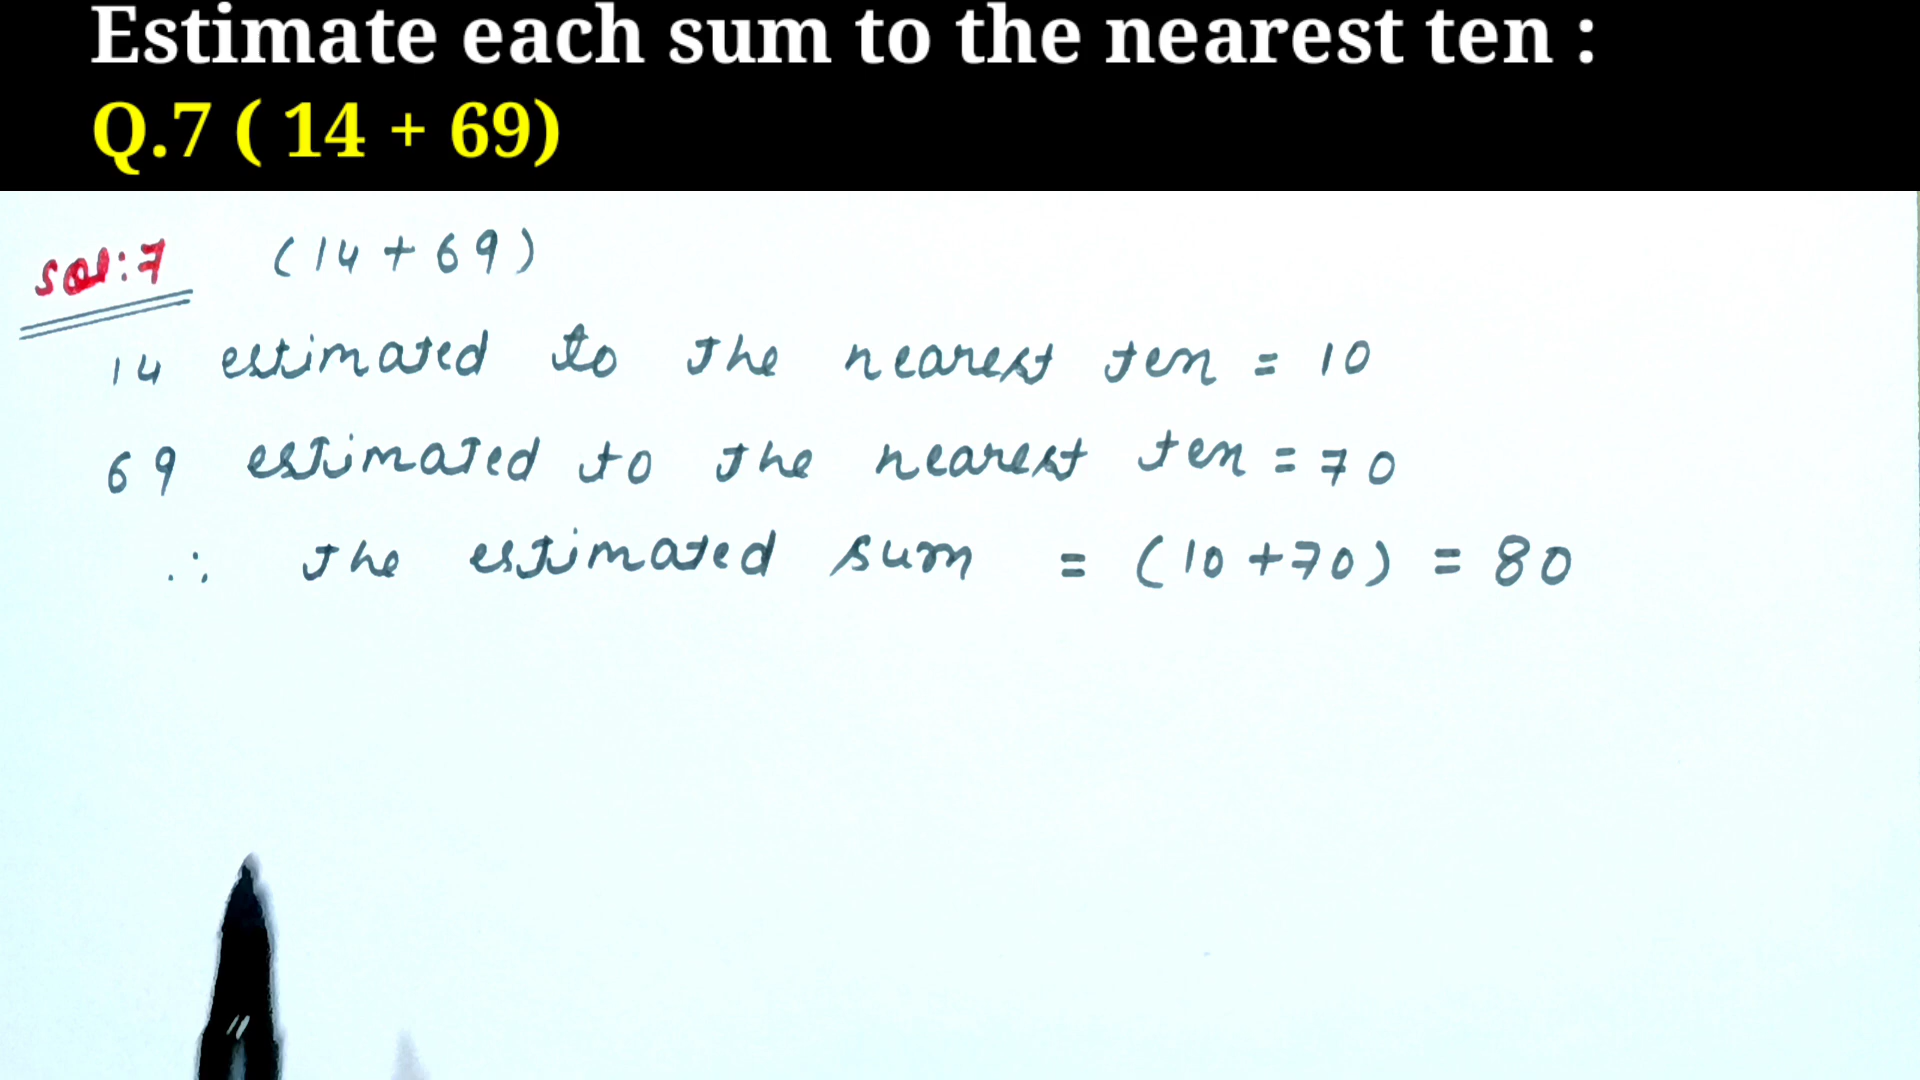 Estimate each sum to the nearest ten :
Q.7 ( 14 + 69)
Sol:7 (14+69)
14 estimated to the nearest ten = 10
69 estimated to the nearest ten = 70
∴ the estimated sum = (10+70) = 80